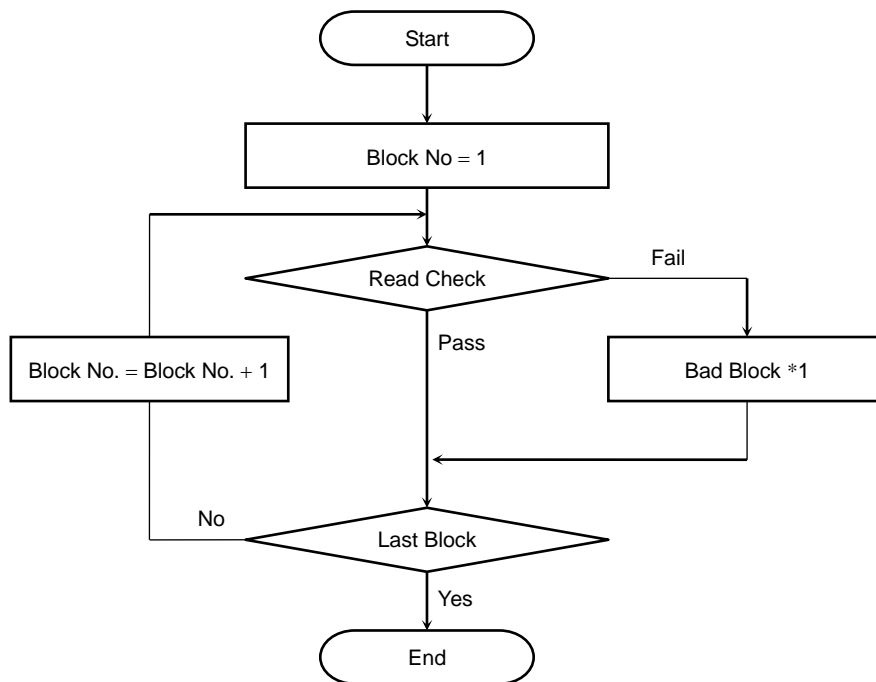 Start
Block No = 1
Read Check
Fail
Pass
Block No. = Block No. + 1
Bad Block *1
No
Last Block
Yes
End